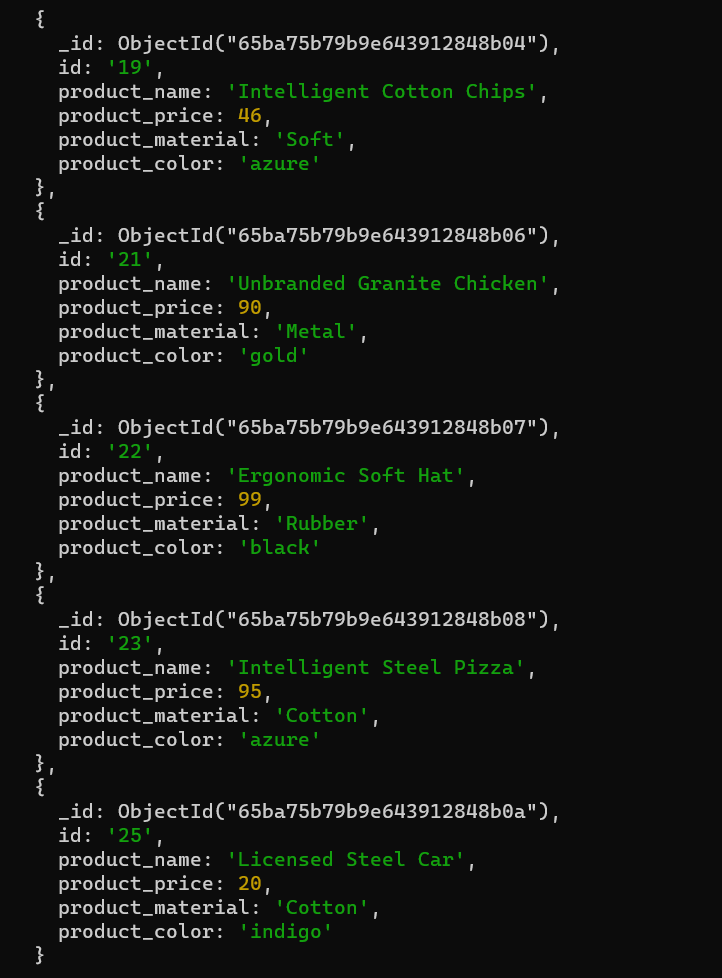 {
_id: ObjectId("65ba75b79b9e643912848b04"),
id: '19',
product_name: 'Intelligent Cotton Chips',
product_price: 46,
product_material: 'Soft',
product_color: 'azure'
},
{
_id: ObjectId("65ba75b79b9e643912848b06"),
id: '21',
product_name: 'Unbranded Granite Chicken',
product_price: 90,
product_material: 'Metal',
product_color: 'gold'
},
{
_id: ObjectId("65ba75b79b9e643912848b07"),
id: '22',
product_name: 'Ergonomic Soft Hat',
product_price: 99,
product_material: 'Rubber',
product_color: 'black'
},
{
_id: ObjectId("65ba75b79b9e643912848b08"),
id: '23',
product_name: 'Intelligent Steel Pizza',
product_price: 95,
product_material: 'Cotton',
product_color: 'azure'
},
{
_id: ObjectId("65ba75b79b9e643912848b0a"),
id: '25',
product_name: 'Licensed Steel Car',
product_price: 20,
product_material: 'Cotton',
product_color: 'indigo'
}